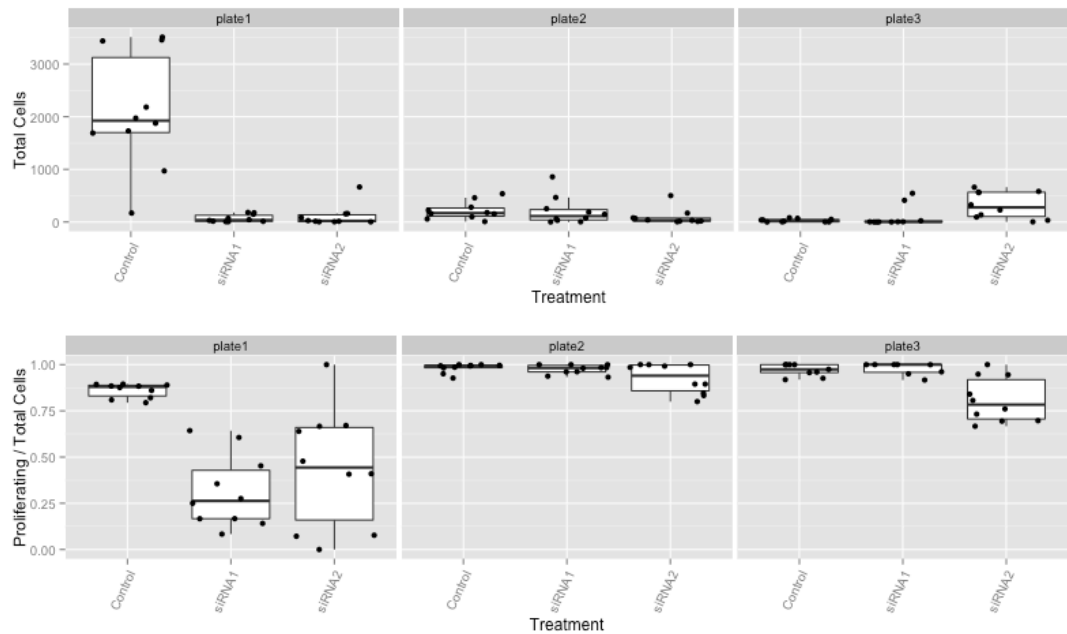 plate1 plate2 plate3
3000
2000
1000
0
Total Cells
Control siRNA1 siRNA2 Control siRNA1 siRNA2 Control siRNA1 siRNA2
Treatment
plate1 plate2 plate3
1.00
0.75
0.50
0.25
0.00
Proliferating / Total Cells
Control siRNA1 siRNA2 Control siRNA1 siRNA2 Control siRNA1 siRNA2
Treatment